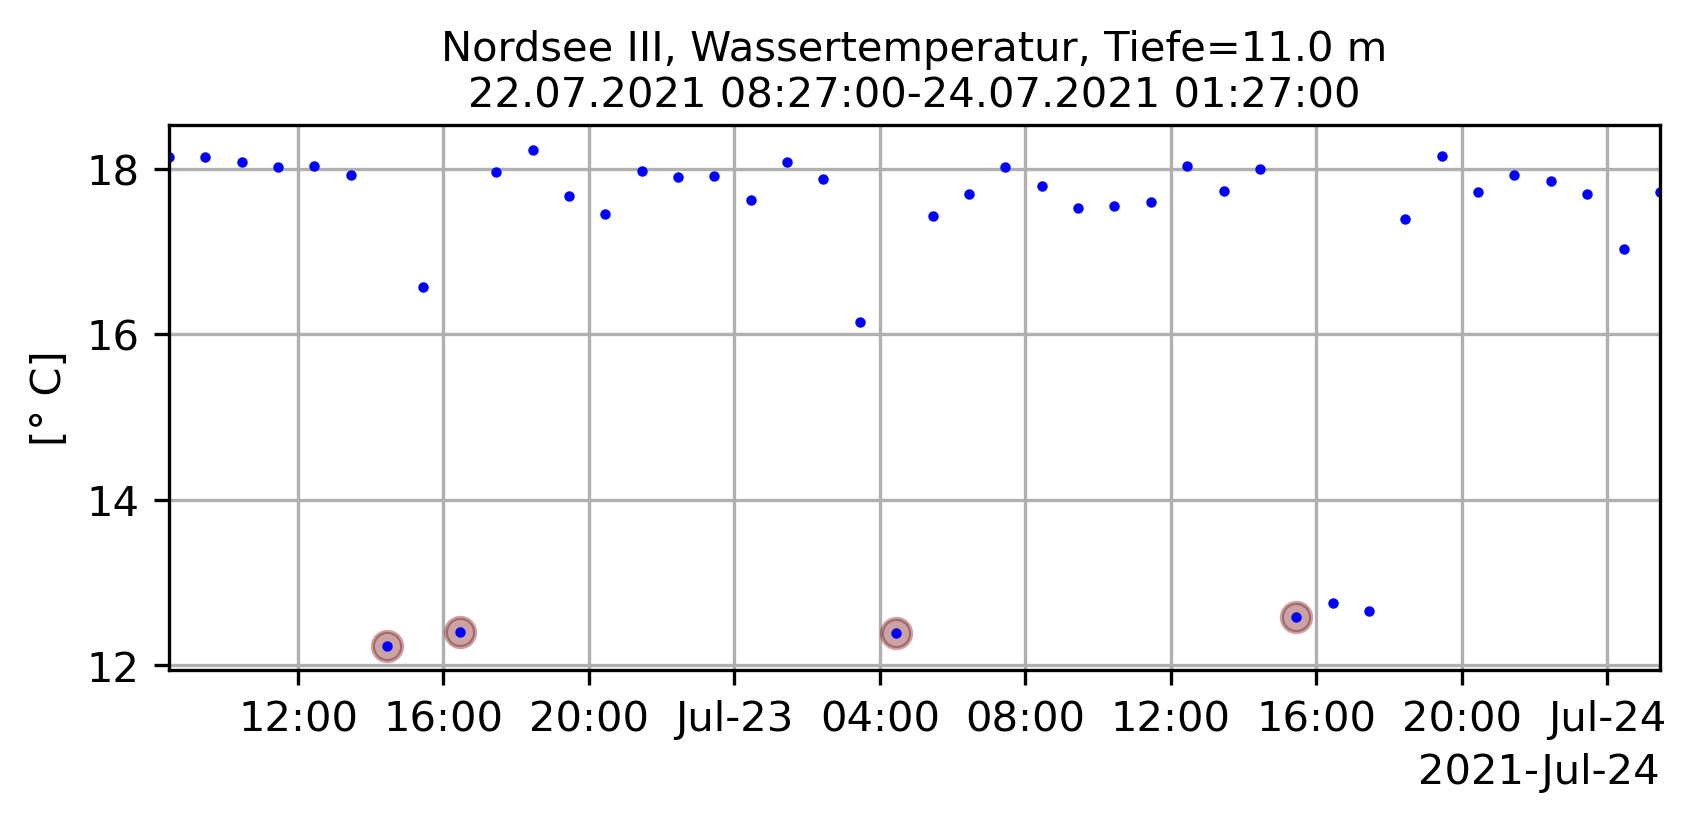 Nordsee III, Wassertemperatur, Tiefe=11.0 m
22.07.2021 08:27:00-24.07.2021 01:27:00
18
16
14
12
[° C]
12:00 16:00 20:00 Jul-23 04:00 08:00 12:00 16:00 20:00 Jul-24
2021-Jul-24